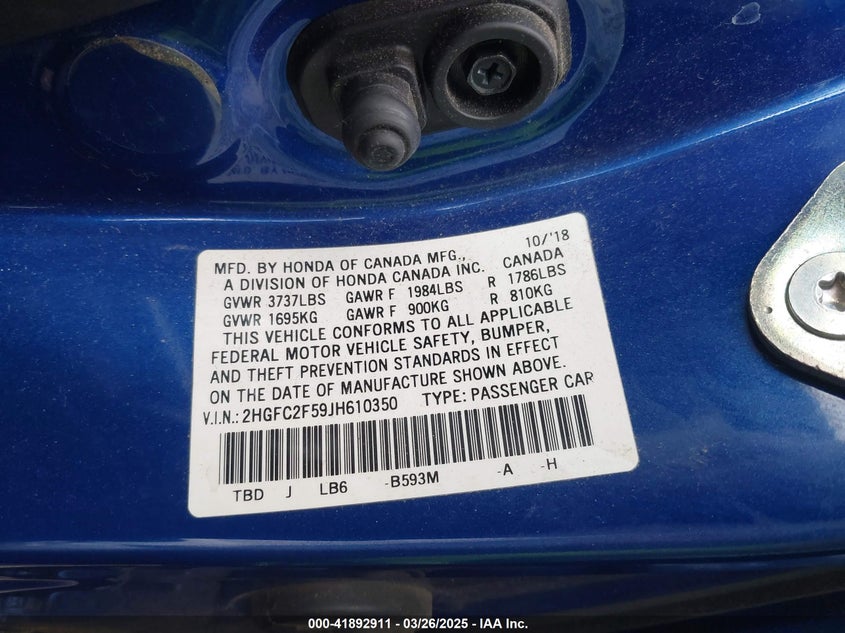 MFD. BY HONDA OF CANADA MFG., 10/'18
A DIVISION OF HONDA CANADA INC. CANADA
GVWR 3737LBS GAWR F 1984LBS R 1786LBS
GVWR 1695KG GAWR F 900KG R 810KG
THIS VEHICLE CONFORMS TO ALL APPLICABLE
FEDERAL MOTOR VEHICLE SAFETY, BUMPER,
AND THEFT PREVENTION STANDARDS IN EFFECT
ON THE DATE OF MANUFACTURE SHOWN ABOVE.
V.I.N.: 2HGFC2F59JH610350 TYPE: PASSENGER CAR
TBD J LB6 -B593M -A -H
000-41892911 / 03/26/2025 — IAA Inc.